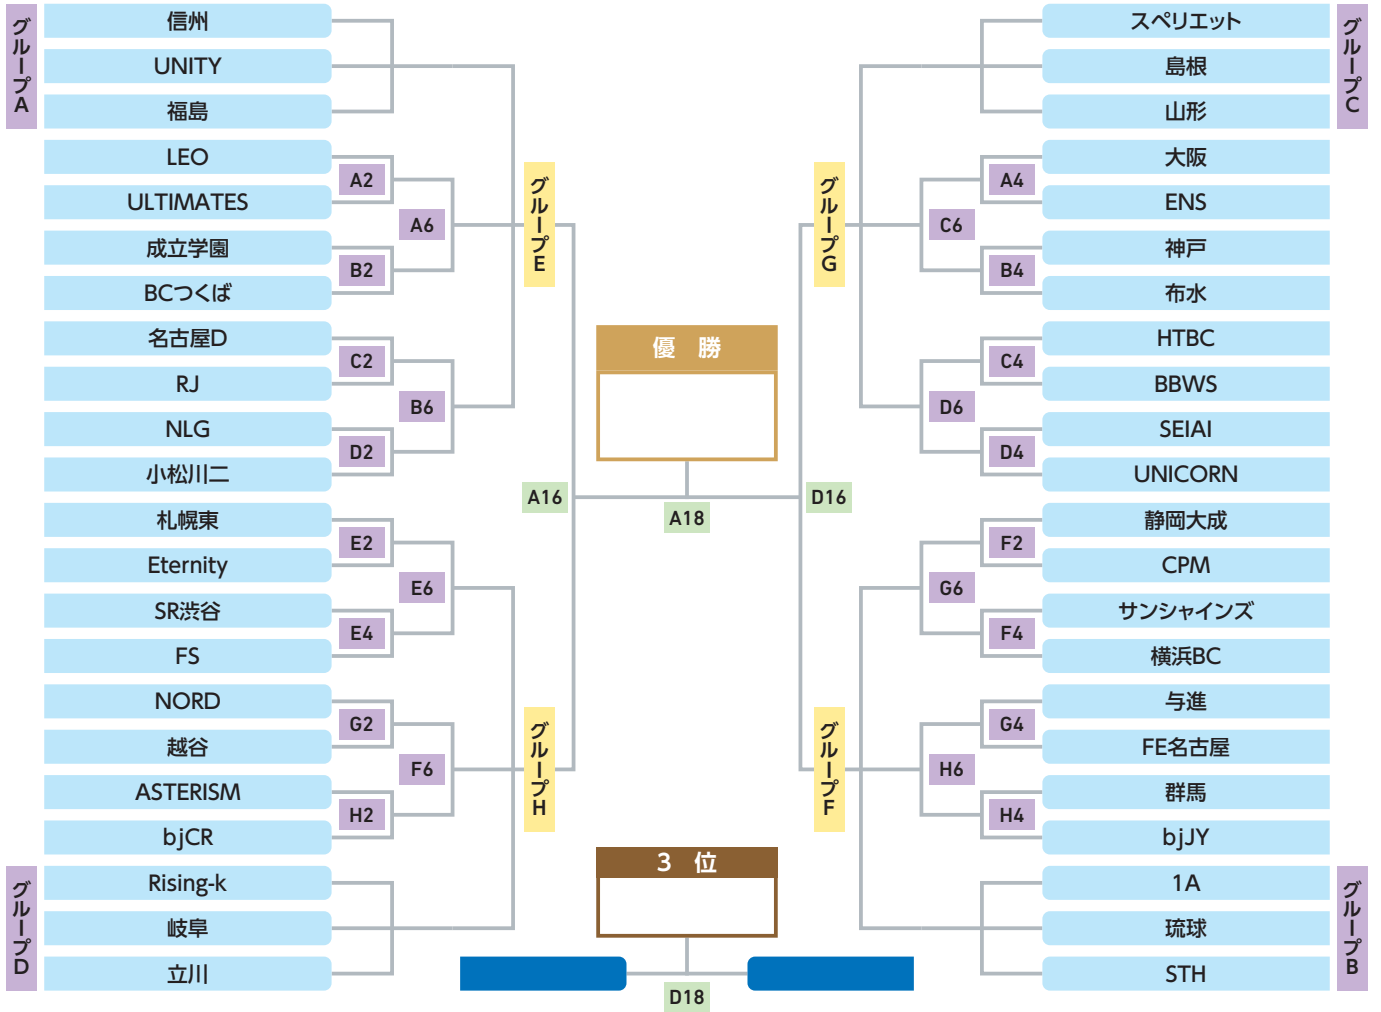 グループA
信州
UNITY
福島
LEO
ULTIMATES
A2
成立学園
BCつくば
B2
A6
名古屋D
RJ
C2
NLG
小松川二
D2
B6
グループE
札幌東
Eternity
E2
SR渋谷
FS
E4
E6
NORD
越谷
G2
ASTERISM
bjCR
H2
F6
グループD
Rising-k
岐阜
立川
グループH
A16
優 勝
A18
D16
3 位
D18
グループC
スペリエット
島根
山形
大阪
ENS
A4
神戸
布水
B4
C6
HTBC
BBWS
C4
SEIAI
UNICORN
D4
D6
グループG
静岡大成
CPM
F2
サンシャインズ
横浜BC
F4
G6
与進
FE名古屋
G4
群馬
bjJY
H4
H6
グループB
1A
琉球
STH
グループF